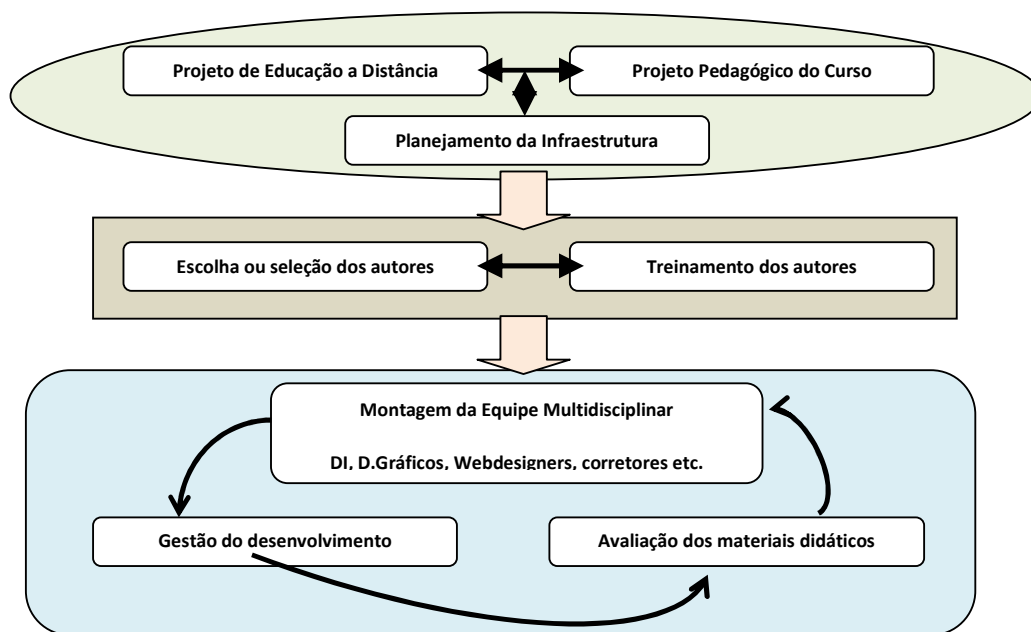 Projeto de Educação a Distância
Projeto Pedagógico do Curso
Planejamento da Infraestrutura
Escolha ou seleção dos autores
Treinamento dos autores
Montagem da Equipe Multidisciplinar
DI, D.Gráficos, Webdesigners, corretores etc.
Gestão do desenvolvimento
Avaliação dos materiais didáticos